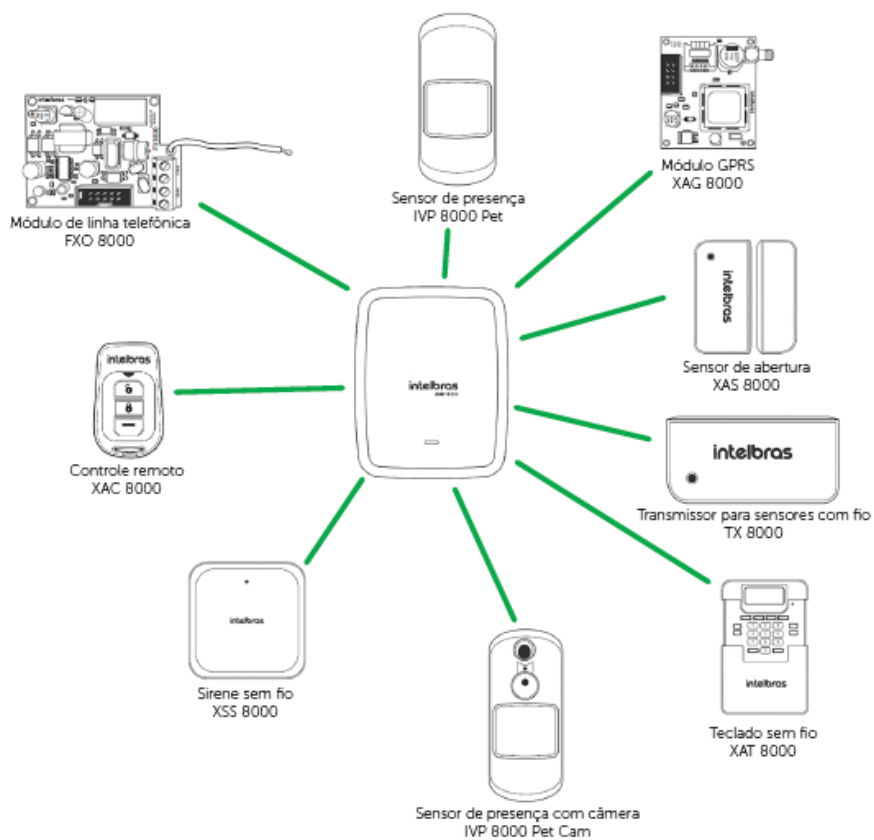 intelbras
Módulo de linha telefônica
FXO 8000
Sensor de presença
IVP 8000 Pet
Módulo GPRS
XAG 8000
intelbras
Sensor de abertura
XAS 8000
intelbras
Controle remoto
XAC 8000
intelbras
intelbras
Transmissor para sensores com fio
TX 8000
intelbras
Sirene sem fio
XSS 8000
intelbras
Teclado sem fio
XAT 8000
Sensor de presença com câmera
IVP 8000 Pet Cam